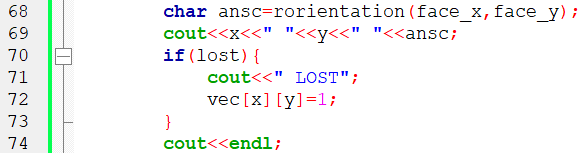 68 char ansc=rorientation(face_x,face_y);
69 cout<<x<<" "<<y<<" "<<ansc;
70 if(lost){
71 cout<<" LOST";
72 vec[x][y]=1;
73 }
74 cout<<endl;